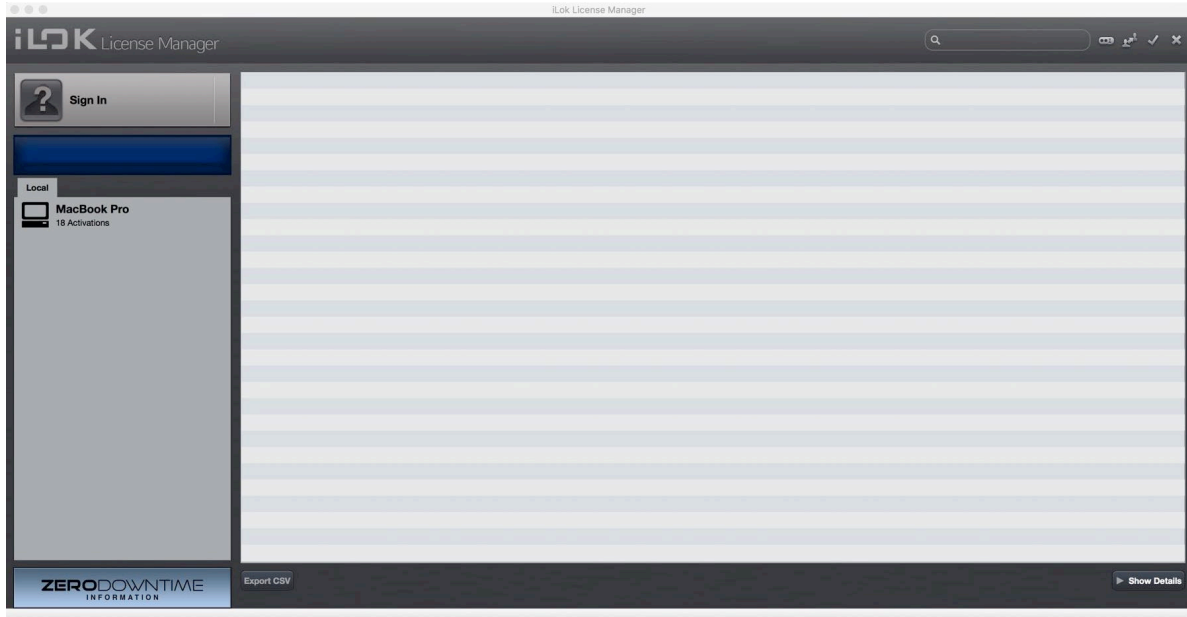 iLok License Manager
iLOK License Manager
Sign In
Local
MacBook Pro
18 Activations
ZERODOWNTIME
INFORMATION
Export CSV
Show Details